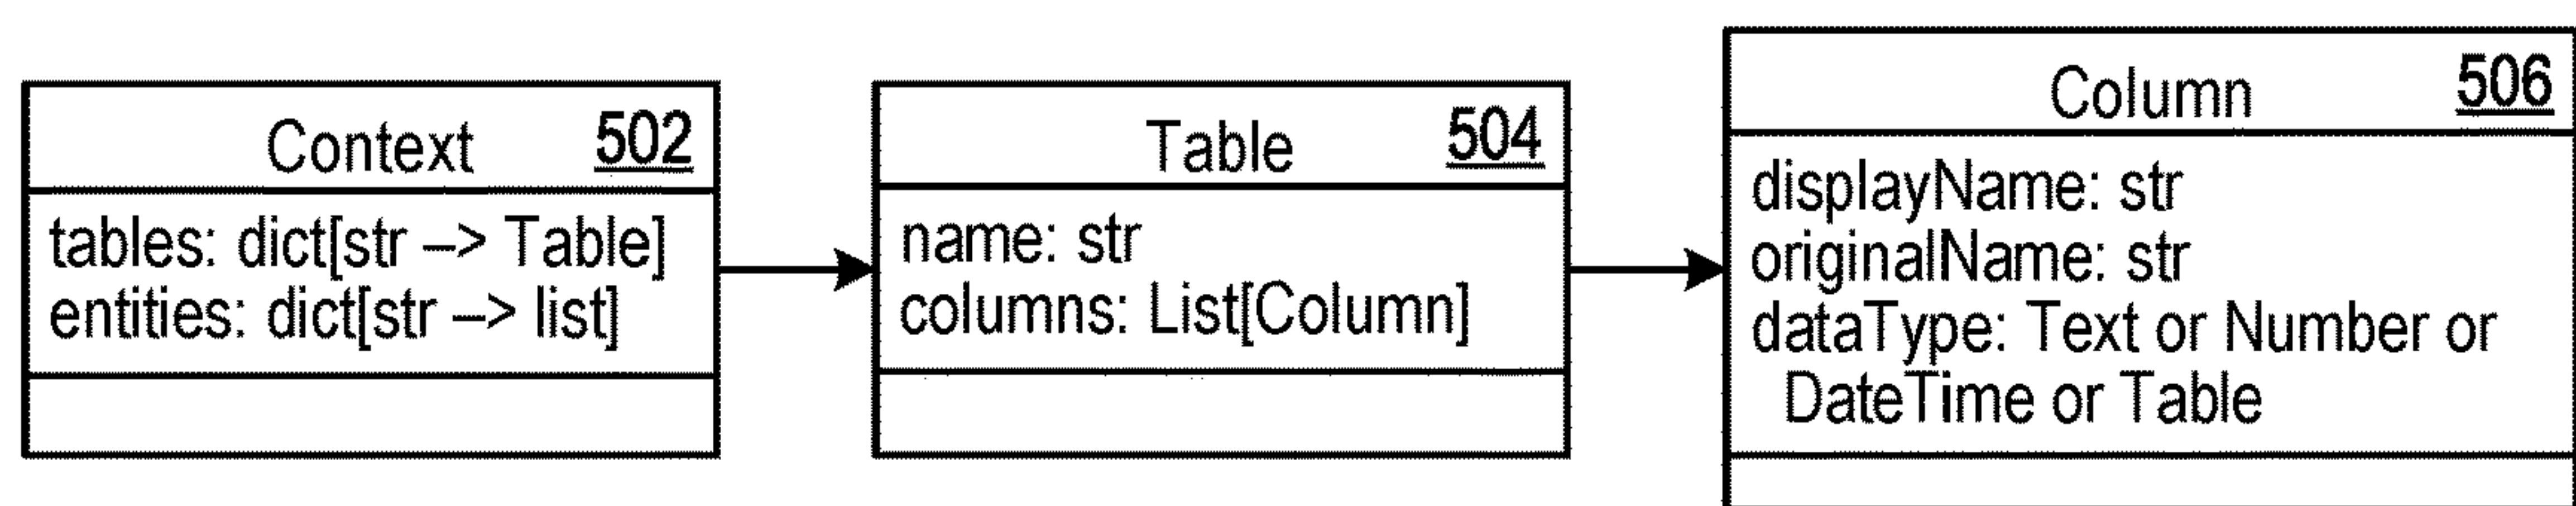 Context 502
tables: dict[str –> Table]
entities: dict[str –> list]
Table 504
name: str
columns: List[Column]
Column 506
displayName: str
originalName: str
dataType: Text or Number or
DateTime or Table